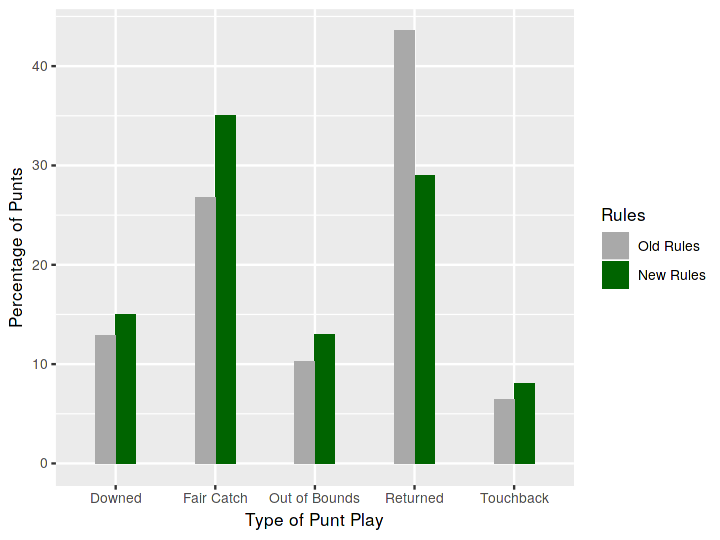 40
30
20
10
0
Percentage of Punts
Downed Fair Catch Out of Bounds Returned Touchback
Type of Punt Play
Rules
Old Rules
New Rules